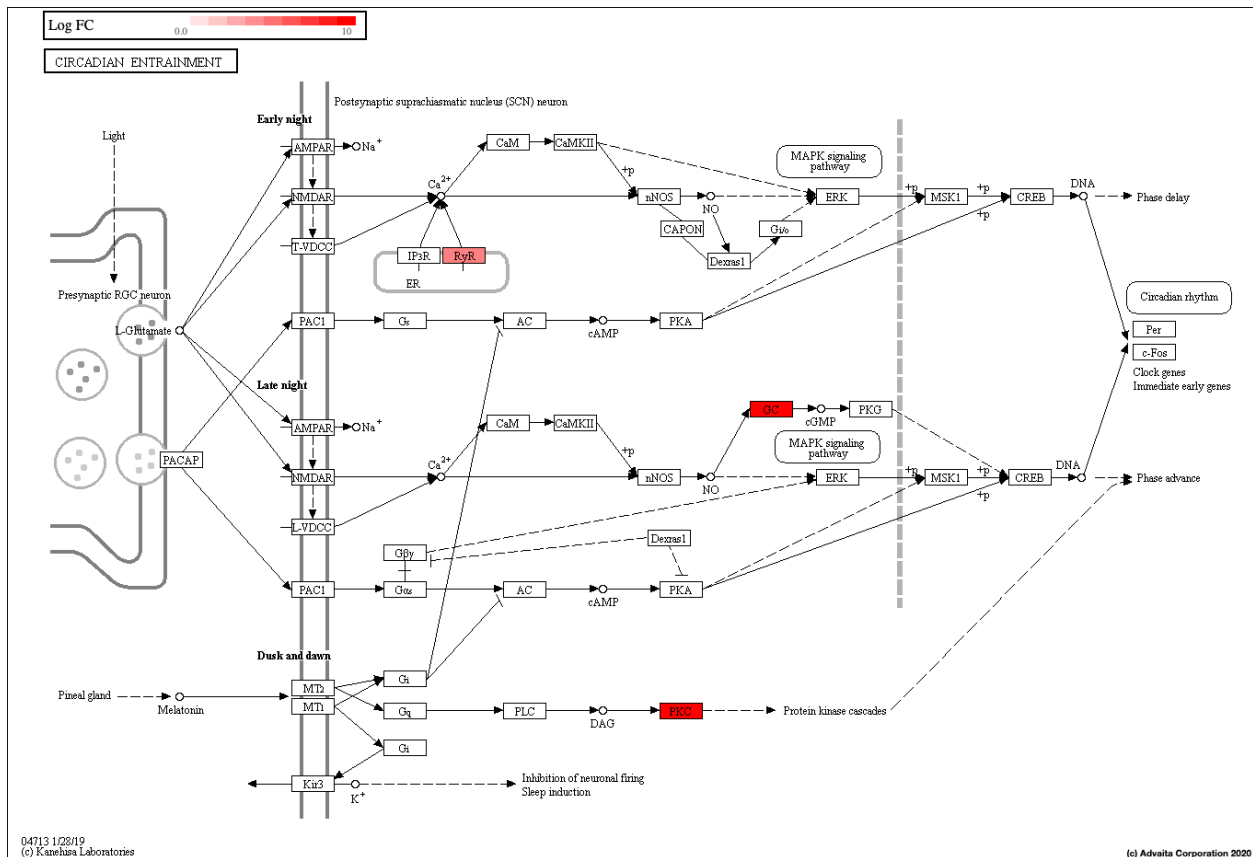 Log FC
0.0 10
CIRCADIAN ENTRAINMENT
Postsynaptic suprachiasmatic nucleus (SCN) neuron
Early night
Light
AMPAR
Na+
CaM
CaMKII
MAPK signaling
pathway
+p
Ca2+
NMDAR
nNOS
NO
ERK
+p
MSK1
+p
CREB
DNA
Phase delay
+p
CAPON
Gi/o
T-VDCC
IP3R
RyR
Dexras1
ER
Presynaptic RGC neuron
Circadian rhythm
L-Glutamate
PAC1
Gs
AC
cAMP
PKA
Per
c-Fos
Clock genes
Immediate early genes
Late night
GC
cGMP
PKG
AMPAR
Na+
CaM
CaMKII
MAPK signaling
pathway
+p
PACAP
Ca2+
NMDAR
nNOS
NO
ERK
+p
MSK1
+p
CREB
DNA
Phase advance
+p
L-VDCC
Dexras1
Gβγ
PAC1
Gαs
AC
cAMP
PKA
Dusk and dawn
Gi
Pineal gland
Melatonin
MT2
MT1
Gq
PLC
DAG
PKC
Protein kinase cascades
Gi
Kir3
K+
Inhibition of neuronal firing
Sleep induction
04713 1/28/19
(c) Kanehisa Laboratories
(c) Advaita Corporation 2020